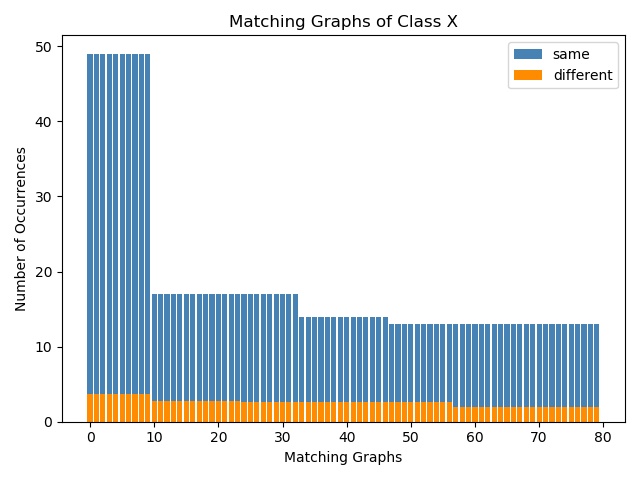 Matching Graphs of Class X
same
different
Number of Occurrences
50
40
30
20
10
0
0 10 20 30 40 50 60 70 80
Matching Graphs